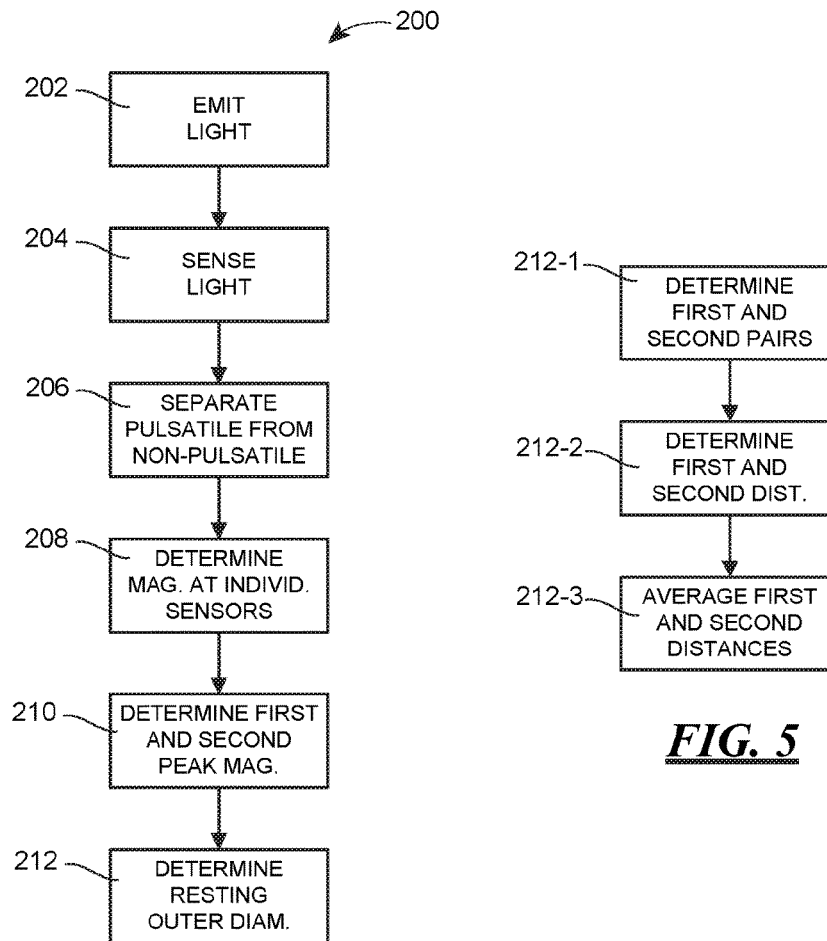 200
202
EMIT
LIGHT
204
SENSE
LIGHT
206
SEPARATE
PULSATILE FROM
NON-PULSATILE
208
DETERMINE
MAG. AT INDIVID.
SENSORS
210
DETERMINE FIRST
AND SECOND
PEAK MAG.
212
DETERMINE
RESTING
OUTER DIAM.
212-1
DETERMINE
FIRST AND
SECOND PAIRS
212-2
DETERMINE
FIRST AND
SECOND DIST.
212-3
AVERAGE FIRST
AND SECOND
DISTANCES
FIG. 5